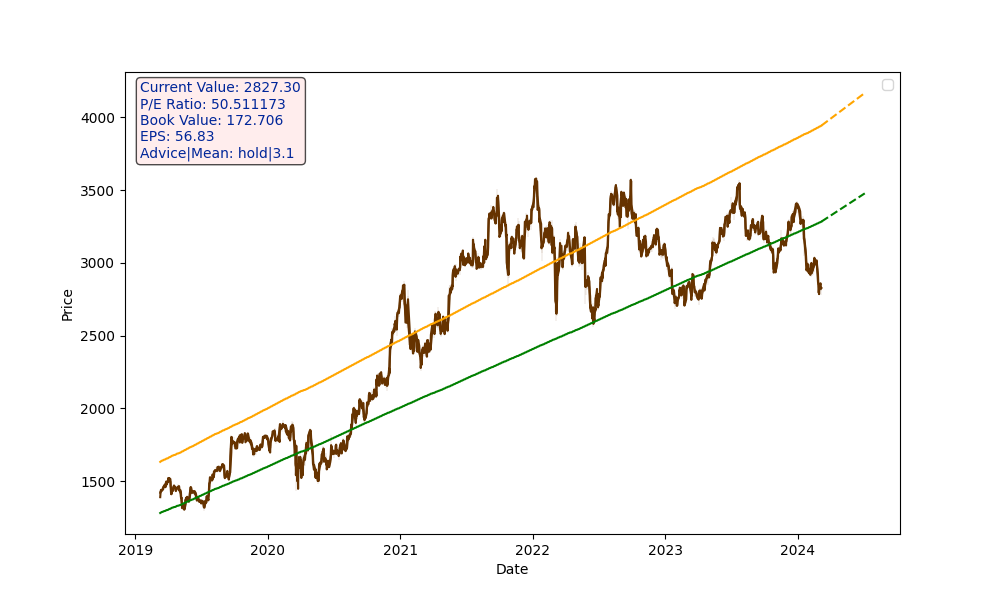 Current Value: 2827.30
P/E Ratio: 50.511173
Book Value: 172.706
EPS: 56.83
Advice|Mean: hold|3.1
4000
3500
3000
2500
2000
1500
Price
2019 2020 2021 2022 2023 2024
Date